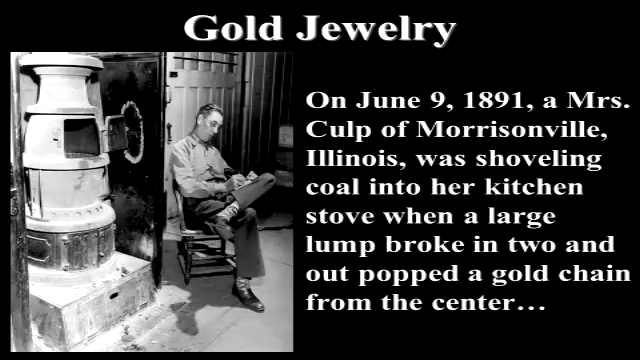 Gold Jewelry
On June 9, 1891, a Mrs.
Culp of Morrisonville,
Illinois, was shoveling
coal into her kitchen
stove when a large
lump broke in two and
out popped a gold chain
from the center…